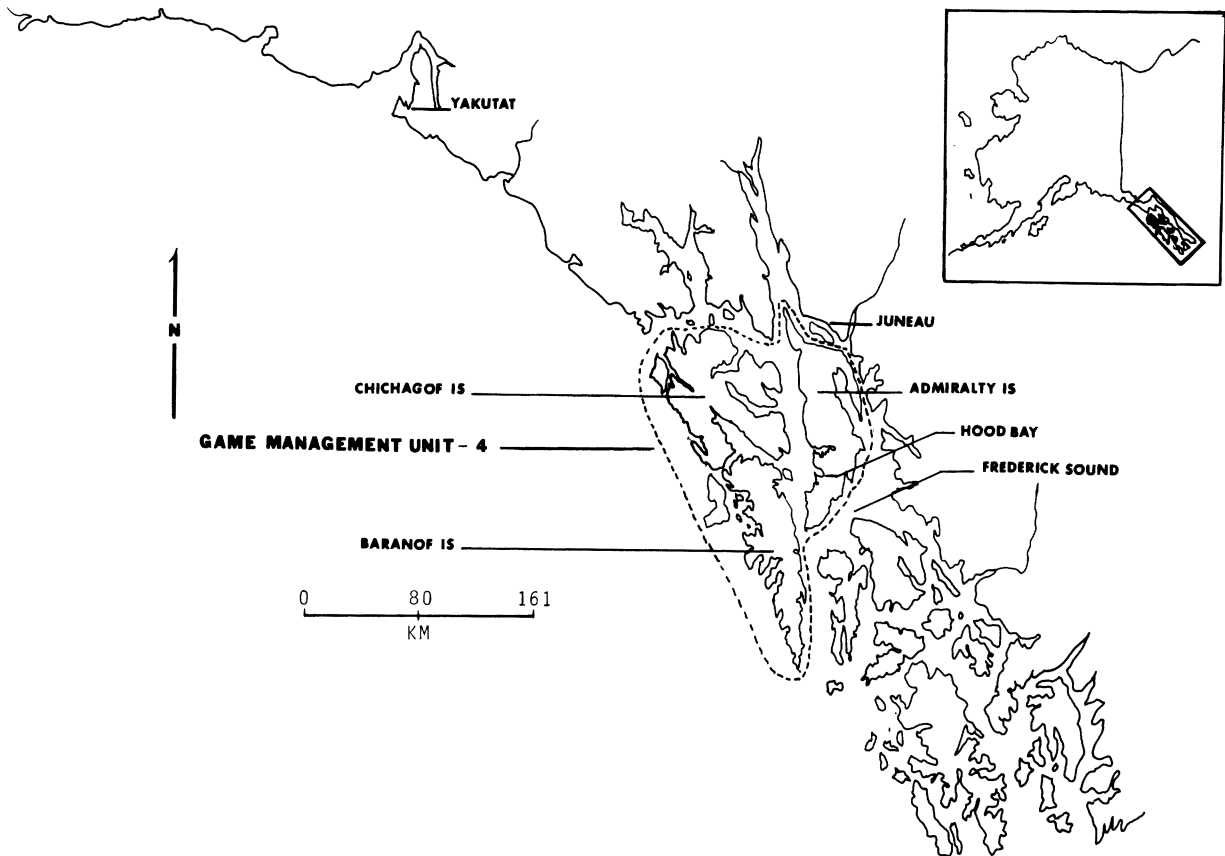 YAKUTAT
N
JUNEAU
CHICHAGOF IS
ADMIRALTY IS
GAME MANAGEMENT UNIT - 4
HOOD BAY
FREDERICK SOUND
BARANOF IS
0 80 161
KM